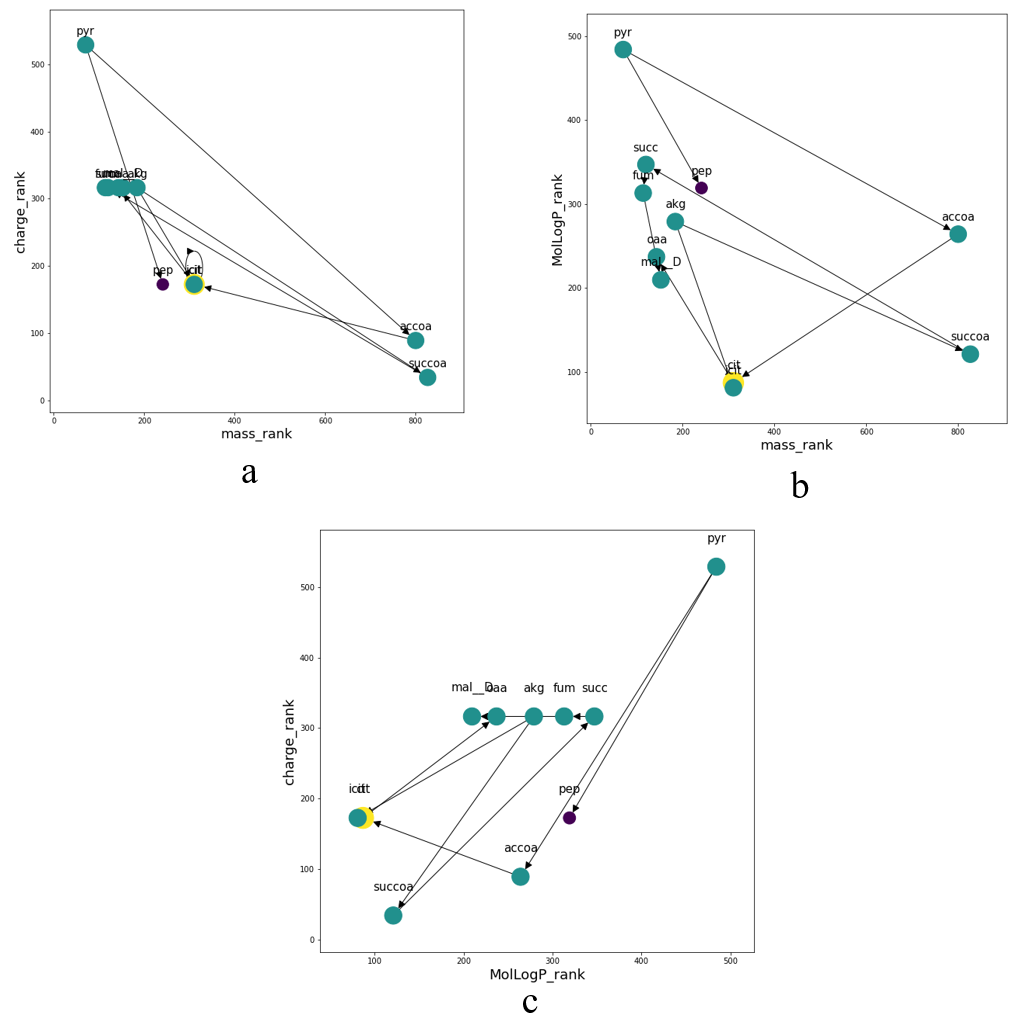 pyr
500
400
300
200
100
0
charge_rank
akg
pep
accoa
succoa
0
200
400
600
800
mass_rank
a
pyr
500
400
300
200
100
MolLogP_rank
succ
fum
pep
akg
oaa
mal__D
accoa
succoa
cit
icit
0
200
400
600
800
mass_rank
b
pyr
500
400
300
200
100
0
charge_rank
mal__D
oaa
akg
fum
succ
icit
cit
pep
accoa
succoa
100
200
300
400
500
MolLogP_rank
c